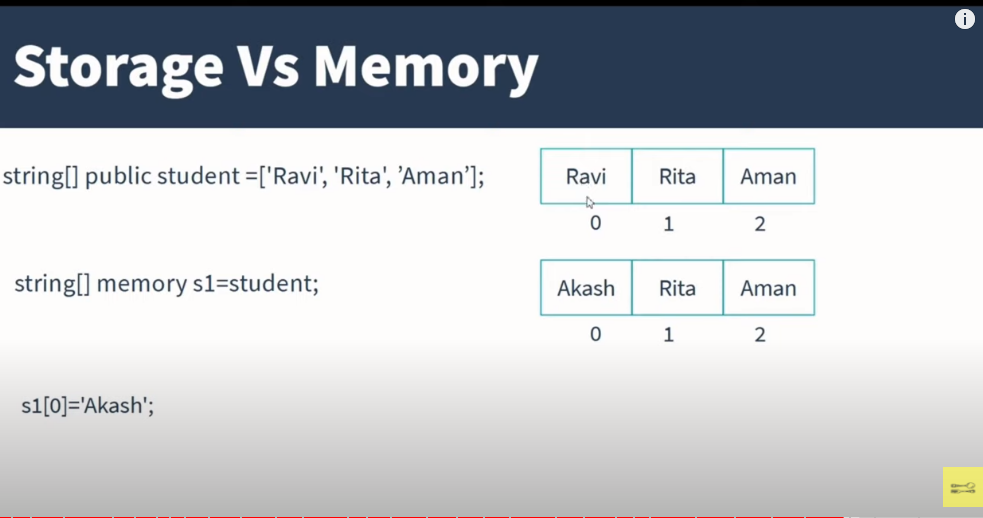 Storage Vs Memory
string[] public student =['Ravi', 'Rita', ’Aman’];
Ravi Rita Aman
0 1 2
string[] memory s1=student;
Akash Rita Aman
0 1 2
s1[0]='Akash';